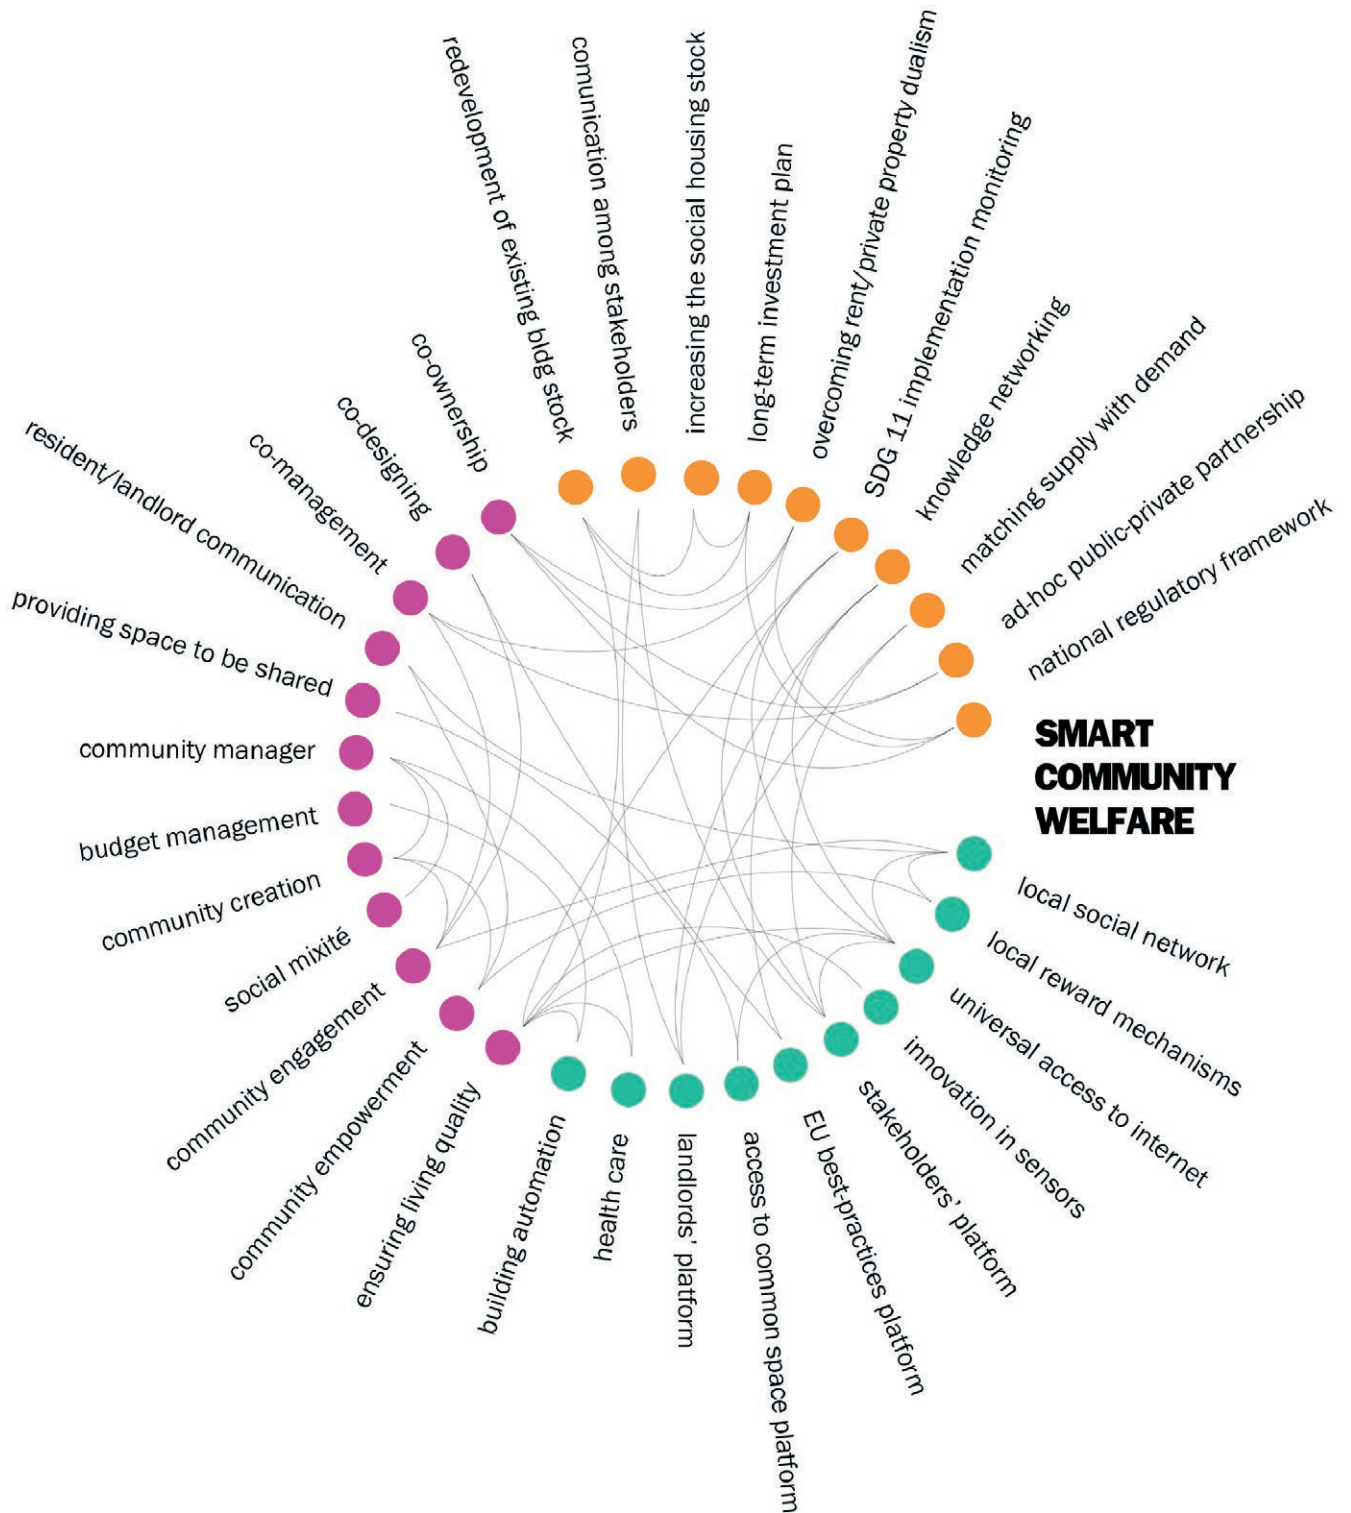 redevelopment of existing bldg stock
comunication among stakeholders
increasing the social housing stock
long-term investment plan
overcoming rent/private property dualism
SDG 11 implementation monitoring
knowledge networking
matching supply with demand
ad-hoc public-private partnership
national regulatory framework
SMART
COMMUNITY
WELFARE
local social network
local reward mechanisms
universal access to internet
innovation in sensors
stakeholders' platform
EU best-practices platform
access to common space platform
landlords' platform
health care
building automation
ensuring living quality
community empowerment
community engagement
social mixité
community creation
budget management
community manager
providing space to be shared
resident/landlord communication
co-management
co-designing
co-ownership